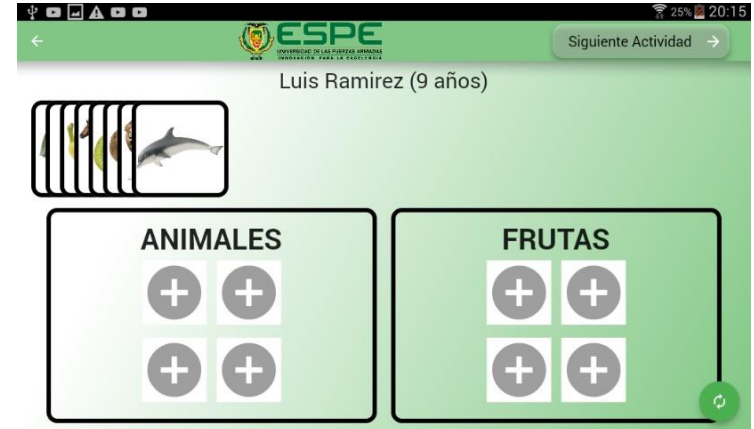 25% 20:15
ESPE
UNIVERSIDAD DE LAS FUERZAS ARMADAS
INNOVACIÓN PARA LA EXCELENCIA
Siguiente Actividad
Luis Ramirez (9 años)
ANIMALES
FRUTAS